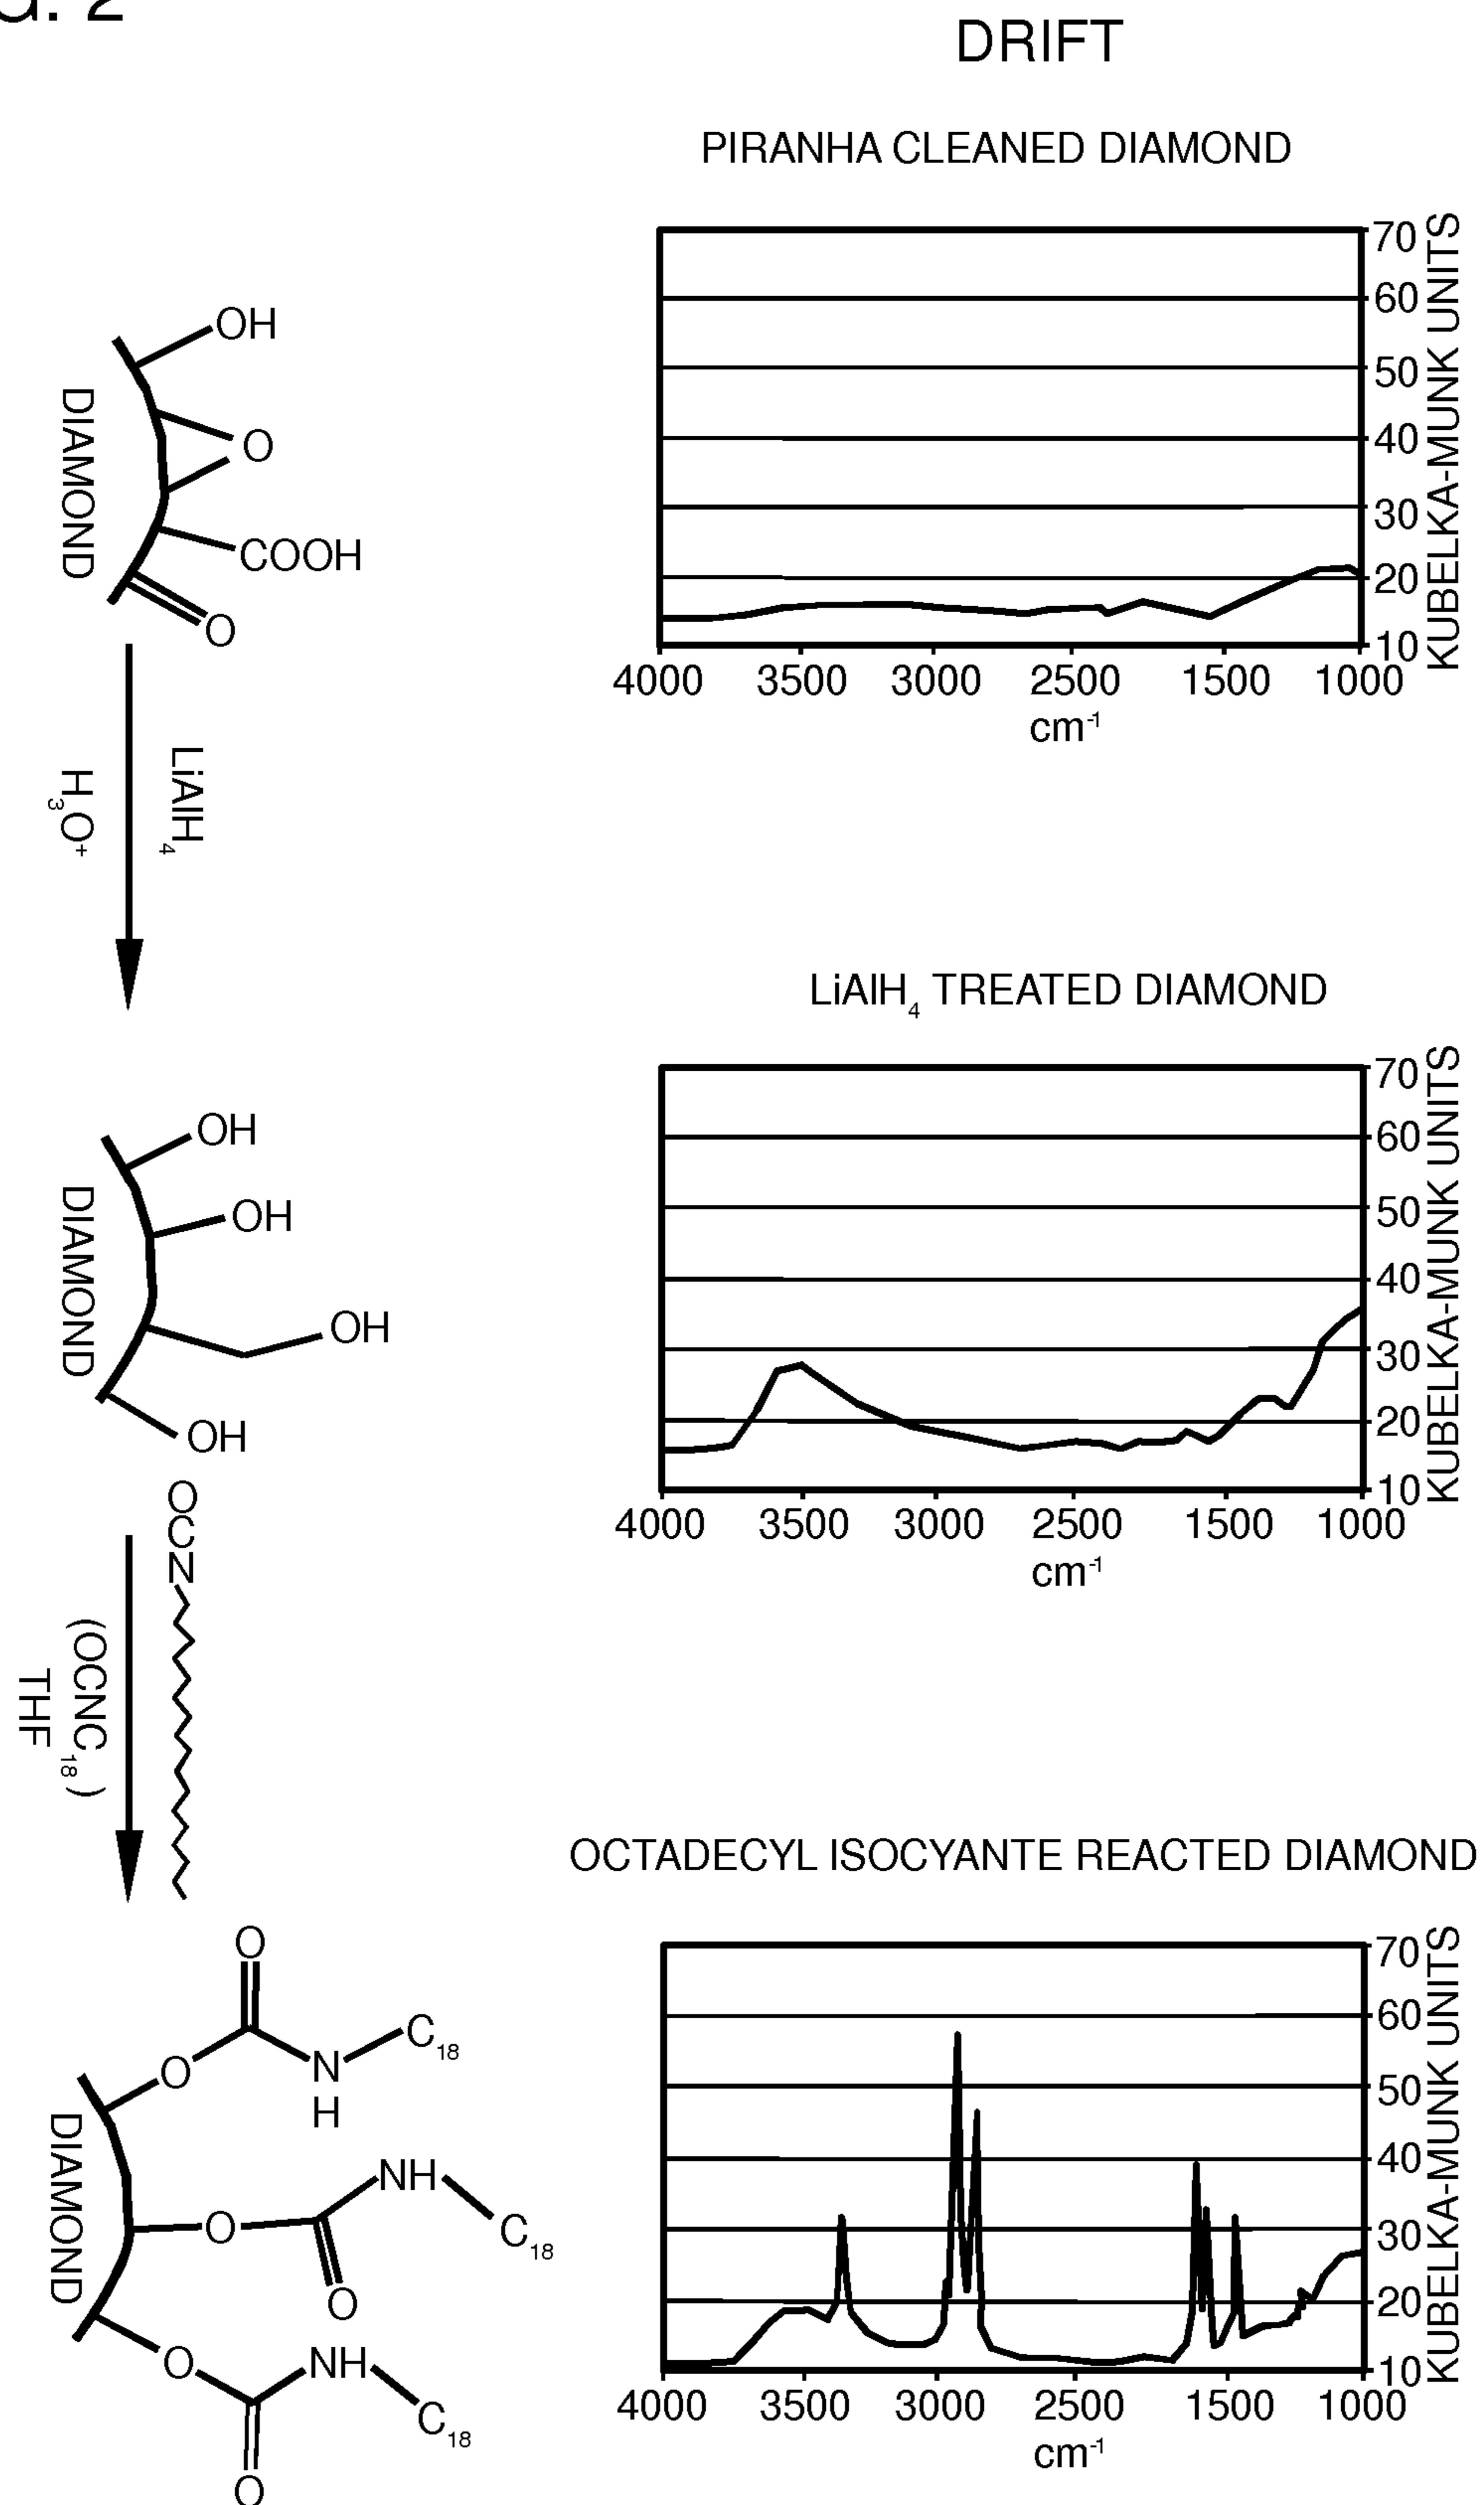 G. 2
DRIFT
PIRANHA CLEANED DIAMOND
OH
O
COOH
O
DIAMOND
70
60
50
40
30
20
10
KUBELKA-MUNK UNITS
4000 3500 3000 2500 1500 1000
cm-1
LiAlH4
H3O+
LiAlH4 TREATED DIAMOND
OH
OH
OH
OH
DIAMOND
70
60
50
40
30
20
10
KUBELKA-MUNK UNITS
4000 3500 3000 2500 1500 1000
cm-1
O
C
N
(OCNC18)
THF
OCTADECYL ISOCYANTE REACTED DIAMOND
O
O
N
H
C18
O
NH
C18
O
O
NH
C18
O
DIAMOND
70
60
50
40
30
20
10
KUBELKA-MUNK UNITS
4000 3500 3000 2500 1500 1000
cm-1